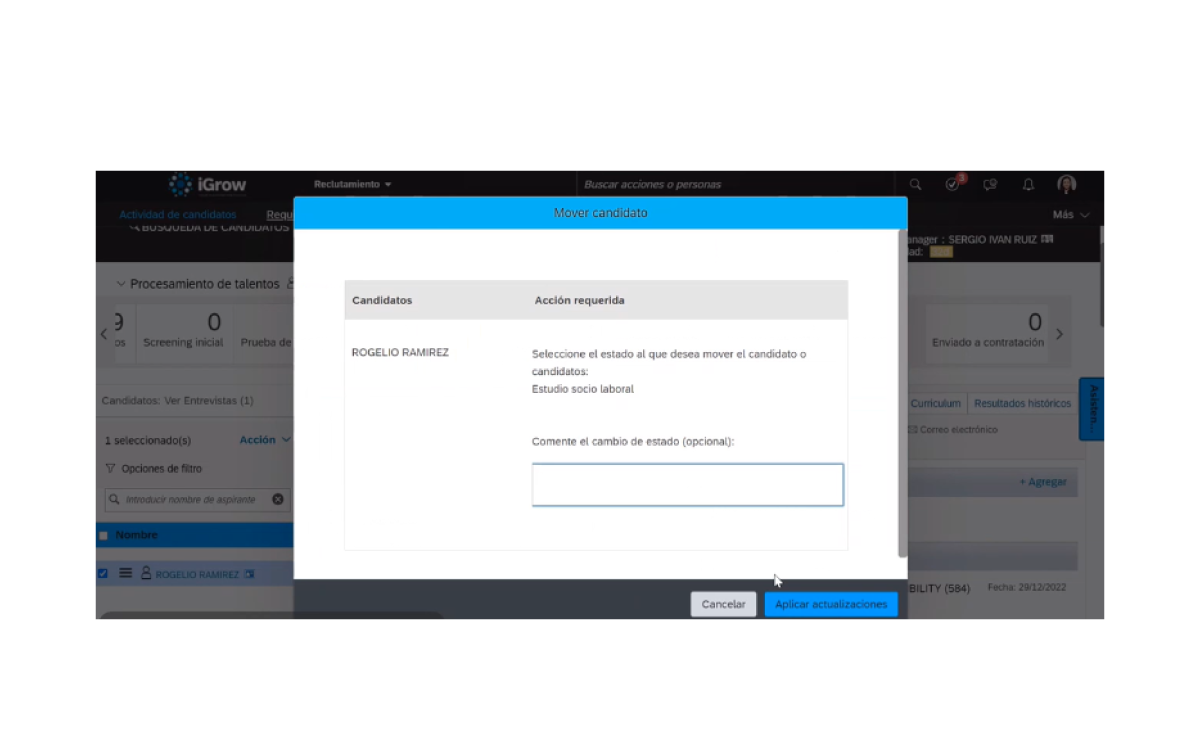 iGrow
Reclutamiento
Buscar acciones o personas
3
Actividad de candidatos
Requ
Más
BÚSQUEDA DE CANDIDATOS
Mover candidato
anager : SERGIO IVAN RUIZ
dad:
Procesamiento de talentos
9
0
0
os
Screening inicial
Prueba de
Enviado a contratación
Candidatos
Acción requerida
ROGELIO RAMIREZ
Seleccione el estado al que desea mover el candidato o
candidatos:
Estudio socio laboral
Candidatos: Ver Entrevistas (1)
Curriculum
Resultados históricos
Asisten...
Correo electrónico
1 seleccionado(s)
Acción
Comente el cambio de estado (opcional):
Opciones de filtro
+ Agregar
Introducir nombre de aspirante
Nombre
ROGELIO RAMIREZ
BILITY (584)
Fecha: 29/12/2022
Cancelar
Aplicar actualizaciones